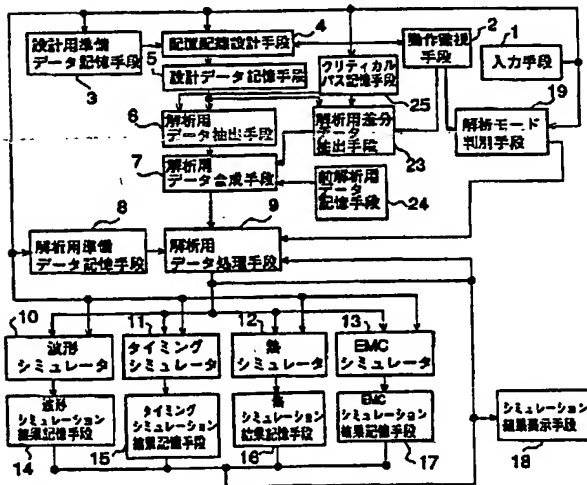 4
2
1
設計用準備
データ記憶手段
配置配線設計手段
動作監視
手段
入力手段
5
3
設計データ記憶手段
クリティカル
パス記憶手段
19
25
6
解析用
データ抽出手段
解析用差分
データ
抽出手段
解析モード
判別手段
23
7
解析用
データ合成手段
前解析用
データ
記憶手段
24
8
9
解析用準備
データ記憶手段
解析用
データ処理手段
10
11
12
13
波形
シミュレータ
タイミング
シミュレータ
熱
シミュレータ
EMC
シミュレータ
波形
シミュレーション
結果記憶手段
タイミング
シミュレーション
結果記憶手段
熱
シミュレーション
結果記憶手段
EMC
シミュレーション
結果記憶手段
シミュレーション
結果表示手段
14
15
16
17
18